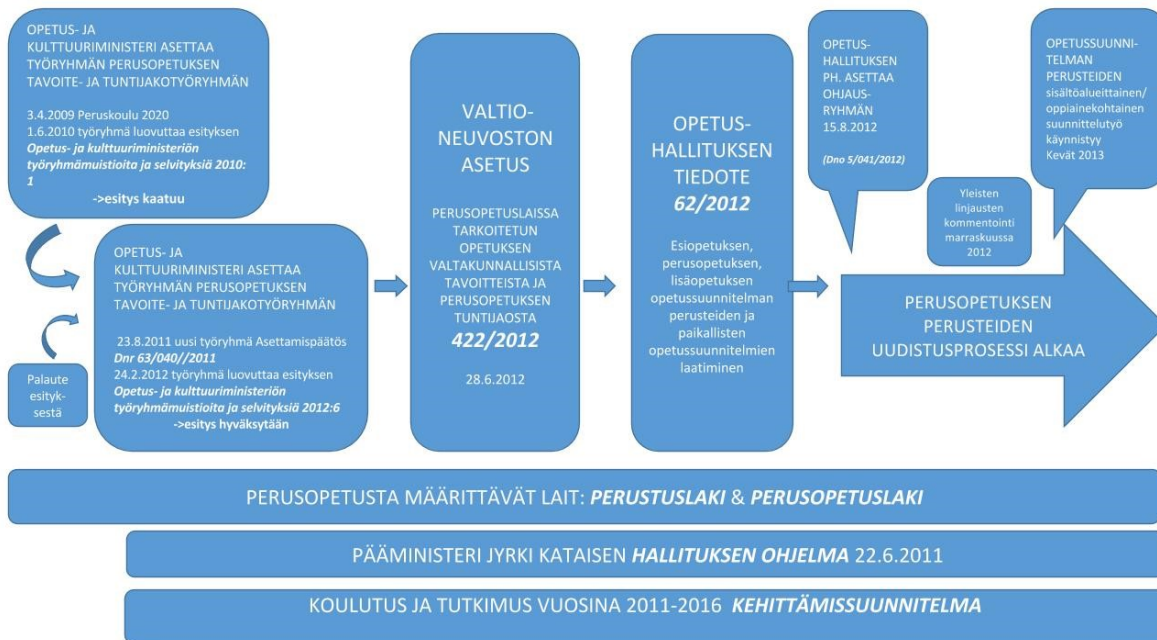 OPETUS- JA
KULTTUURIMINISTERI ASETTAA
TYÖRYHMÄN PERUSOPETUKSEN
TAVOITE- JA TUNTIJAKOTYÖRYHMÄN
3.4.2009 Peruskoulu 2020
1.6.2010 työryhmä luovuttaa esityksen
Opetus- ja kulttuuriministeriön
työryhmämuistioita ja selvityksiä 2010:
1
->esitys kaatuu
Palaute
esityk-
sestä
OPETUS- JA
KULTTUURIMINISTERI ASETTAA
TYÖRYHMÄN PERUSOPETUKSEN
TAVOITE- JA TUNTIJAKOTYÖRYHMÄN
23.8.2011 uusi työryhmä Asettamispäätös
Dnr 63/040//2011
24.2.2012 työryhmä luovuttaa esityksen
Opetus- ja kulttuuriministeriön
työryhmämuistioita ja selvityksiä 2012:6
->esitys hyväksytään
VALTIO-
NEUVOSTON
ASETUS
PERUSOPETUSLAISSA
TARKOITETUN
OPETUKSEN
VALTAKUNNALLISISTA
TAVOITTEISTA JA
PERUSOPETUKSEN
TUNTIJAOSTA
422/2012
28.6.2012
OPETUS-
HALLITUKSEN
TIEDOTE
62/2012
Esiopetuksen,
perusopetuksen,
lisäopetuksen
opetussuunnitelman
perusteiden ja
paikallisten
opetussuunnitelmien
laatiminen
OPETUS-
HALLITUKSEN
PH. ASETTAA
OHJAUS-
RYHMÄN
15.8.2012
(Dno 5/041/2012)
Yleisten
linjausten
kommentointi
marraskuussa
2012
OPETUSSUUNNI-
TELMAN
PERUSTEIDEN
sisältöalueittainen/
oppiainekohtainen
suunnittelutyö
käynnistyy
Kevät 2013
PERUSOPETUKSEN
PERUSTEIDEN
UUDISTUSPROSESSI ALKAA
PERUSOPETUSTA MÄÄRITTÄVÄT LAIT: PERUSTUSLAKI & PERUSOPETUSLAKI
PÄÄMINISTERI JYRKI KATAISEN HALLITUKSEN OHJELMA 22.6.2011
KOULUTUS JA TUTKIMUS VUOSINA 2011-2016 KEHITTÄMISSUUNNITELMA